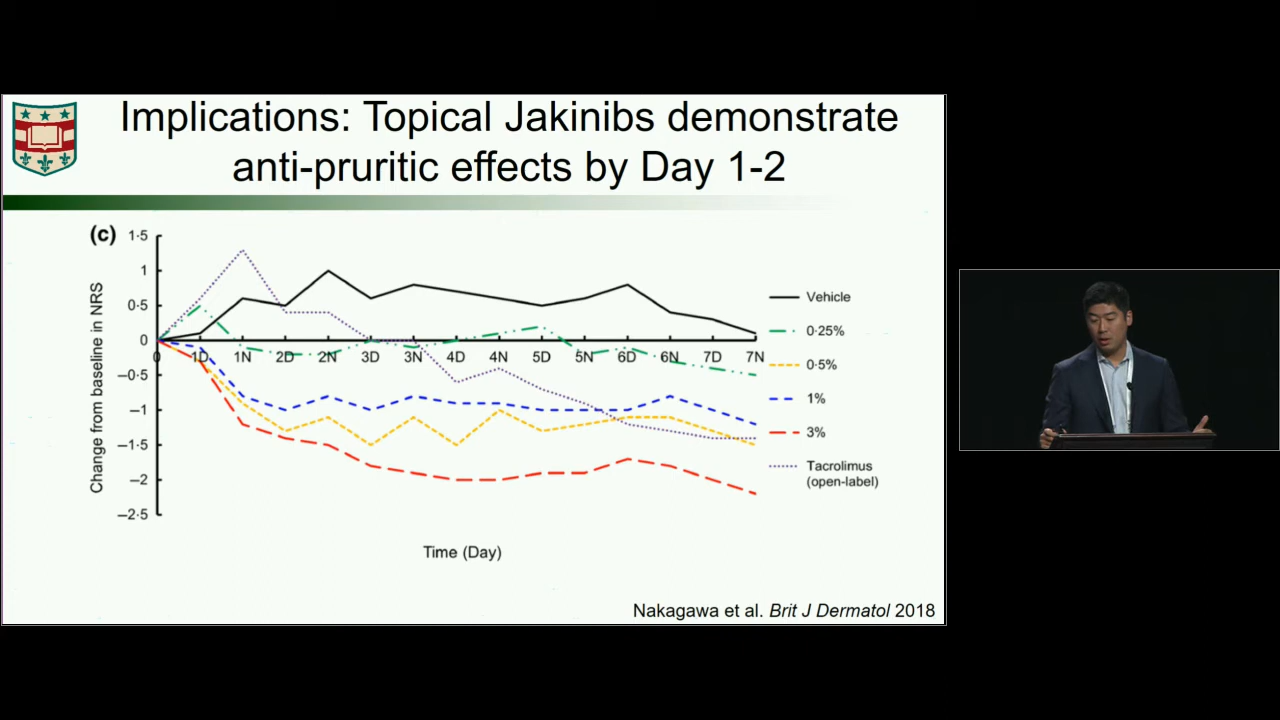 Implications: Topical Jakinibs demonstrate
anti-pruritic effects by Day 1-2
(c)
1·5
1
0·5
0
–0·5
–1
–1·5
–2
–2·5
Change from baseline in NRS
0 1D 1N 2D 2N 3D 3N 4D 4N 5D 5N 6D 6N 7D 7N
Time (Day)
Vehicle
0·25%
0·5%
1%
3%
Tacrolimus
(open-label)
Nakagawa et al. Brit J Dermatol 2018